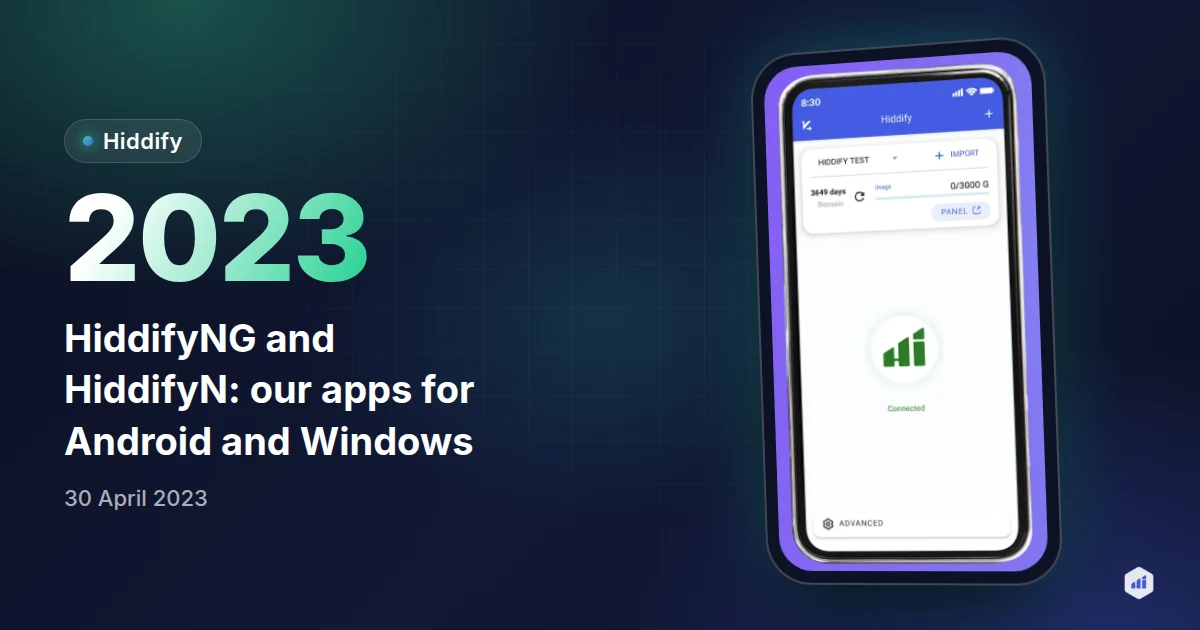 Hiddify
2023
HiddifyNG and
HiddifyN: our apps for
Android and Windows
30 April 2023
8:30
Hiddify
+
HIDDIFY TEST
+ IMPORT
3649 days
Remain
Usage
0/3000 G
PANEL
Connected
ADVANCED